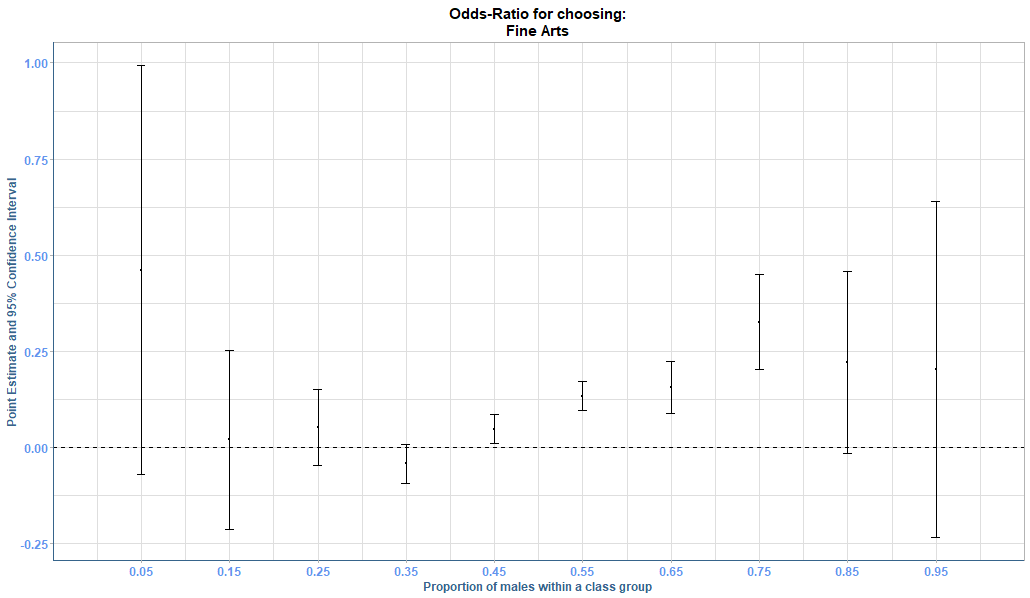 Odds-Ratio for choosing:
Fine Arts
Point Estimate and 95% Confidence Interval
1.00
0.75
0.50
0.25
0.00
-0.25
0.05 0.15 0.25 0.35 0.45 0.55 0.65 0.75 0.85 0.95
Proportion of males within a class group